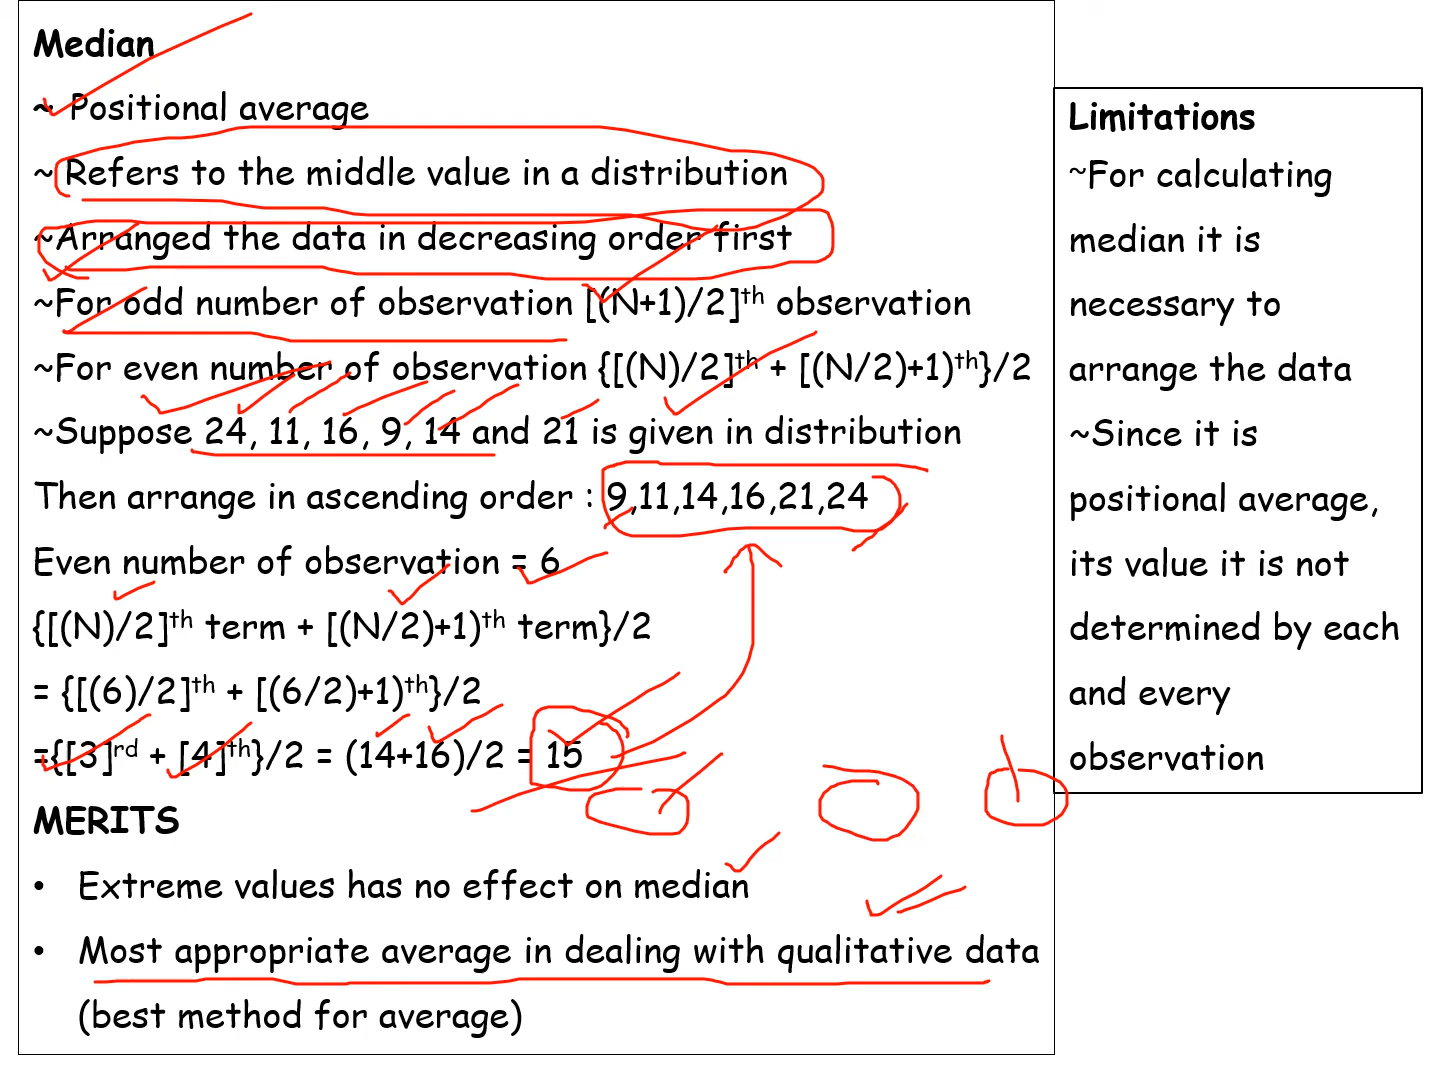 Median
~ Positional average
~ Refers to the middle value in a distribution
~Arranged the data in decreasing order first
~For odd number of observation [(N+1)/2]th observation
~For even number of observation {[(N)/2]th + [(N/2)+1)th}/2
~Suppose 24, 11, 16, 9, 14 and 21 is given in distribution
Then arrange in ascending order : 9,11,14,16,21,24
Even number of observation = 6
{[(N)/2]th term + [(N/2)+1)th term}/2
= {[(6)/2]th + [(6/2)+1)th}/2
={[3]rd + [4]th}/2 = (14+16)/2 = 15
MERITS
• Extreme values has no effect on median
• Most appropriate average in dealing with qualitative data
(best method for average)
Limitations
~For calculating
median it is
necessary to
arrange the data
~Since it is
positional average,
its value it is not
determined by each
and every
observation